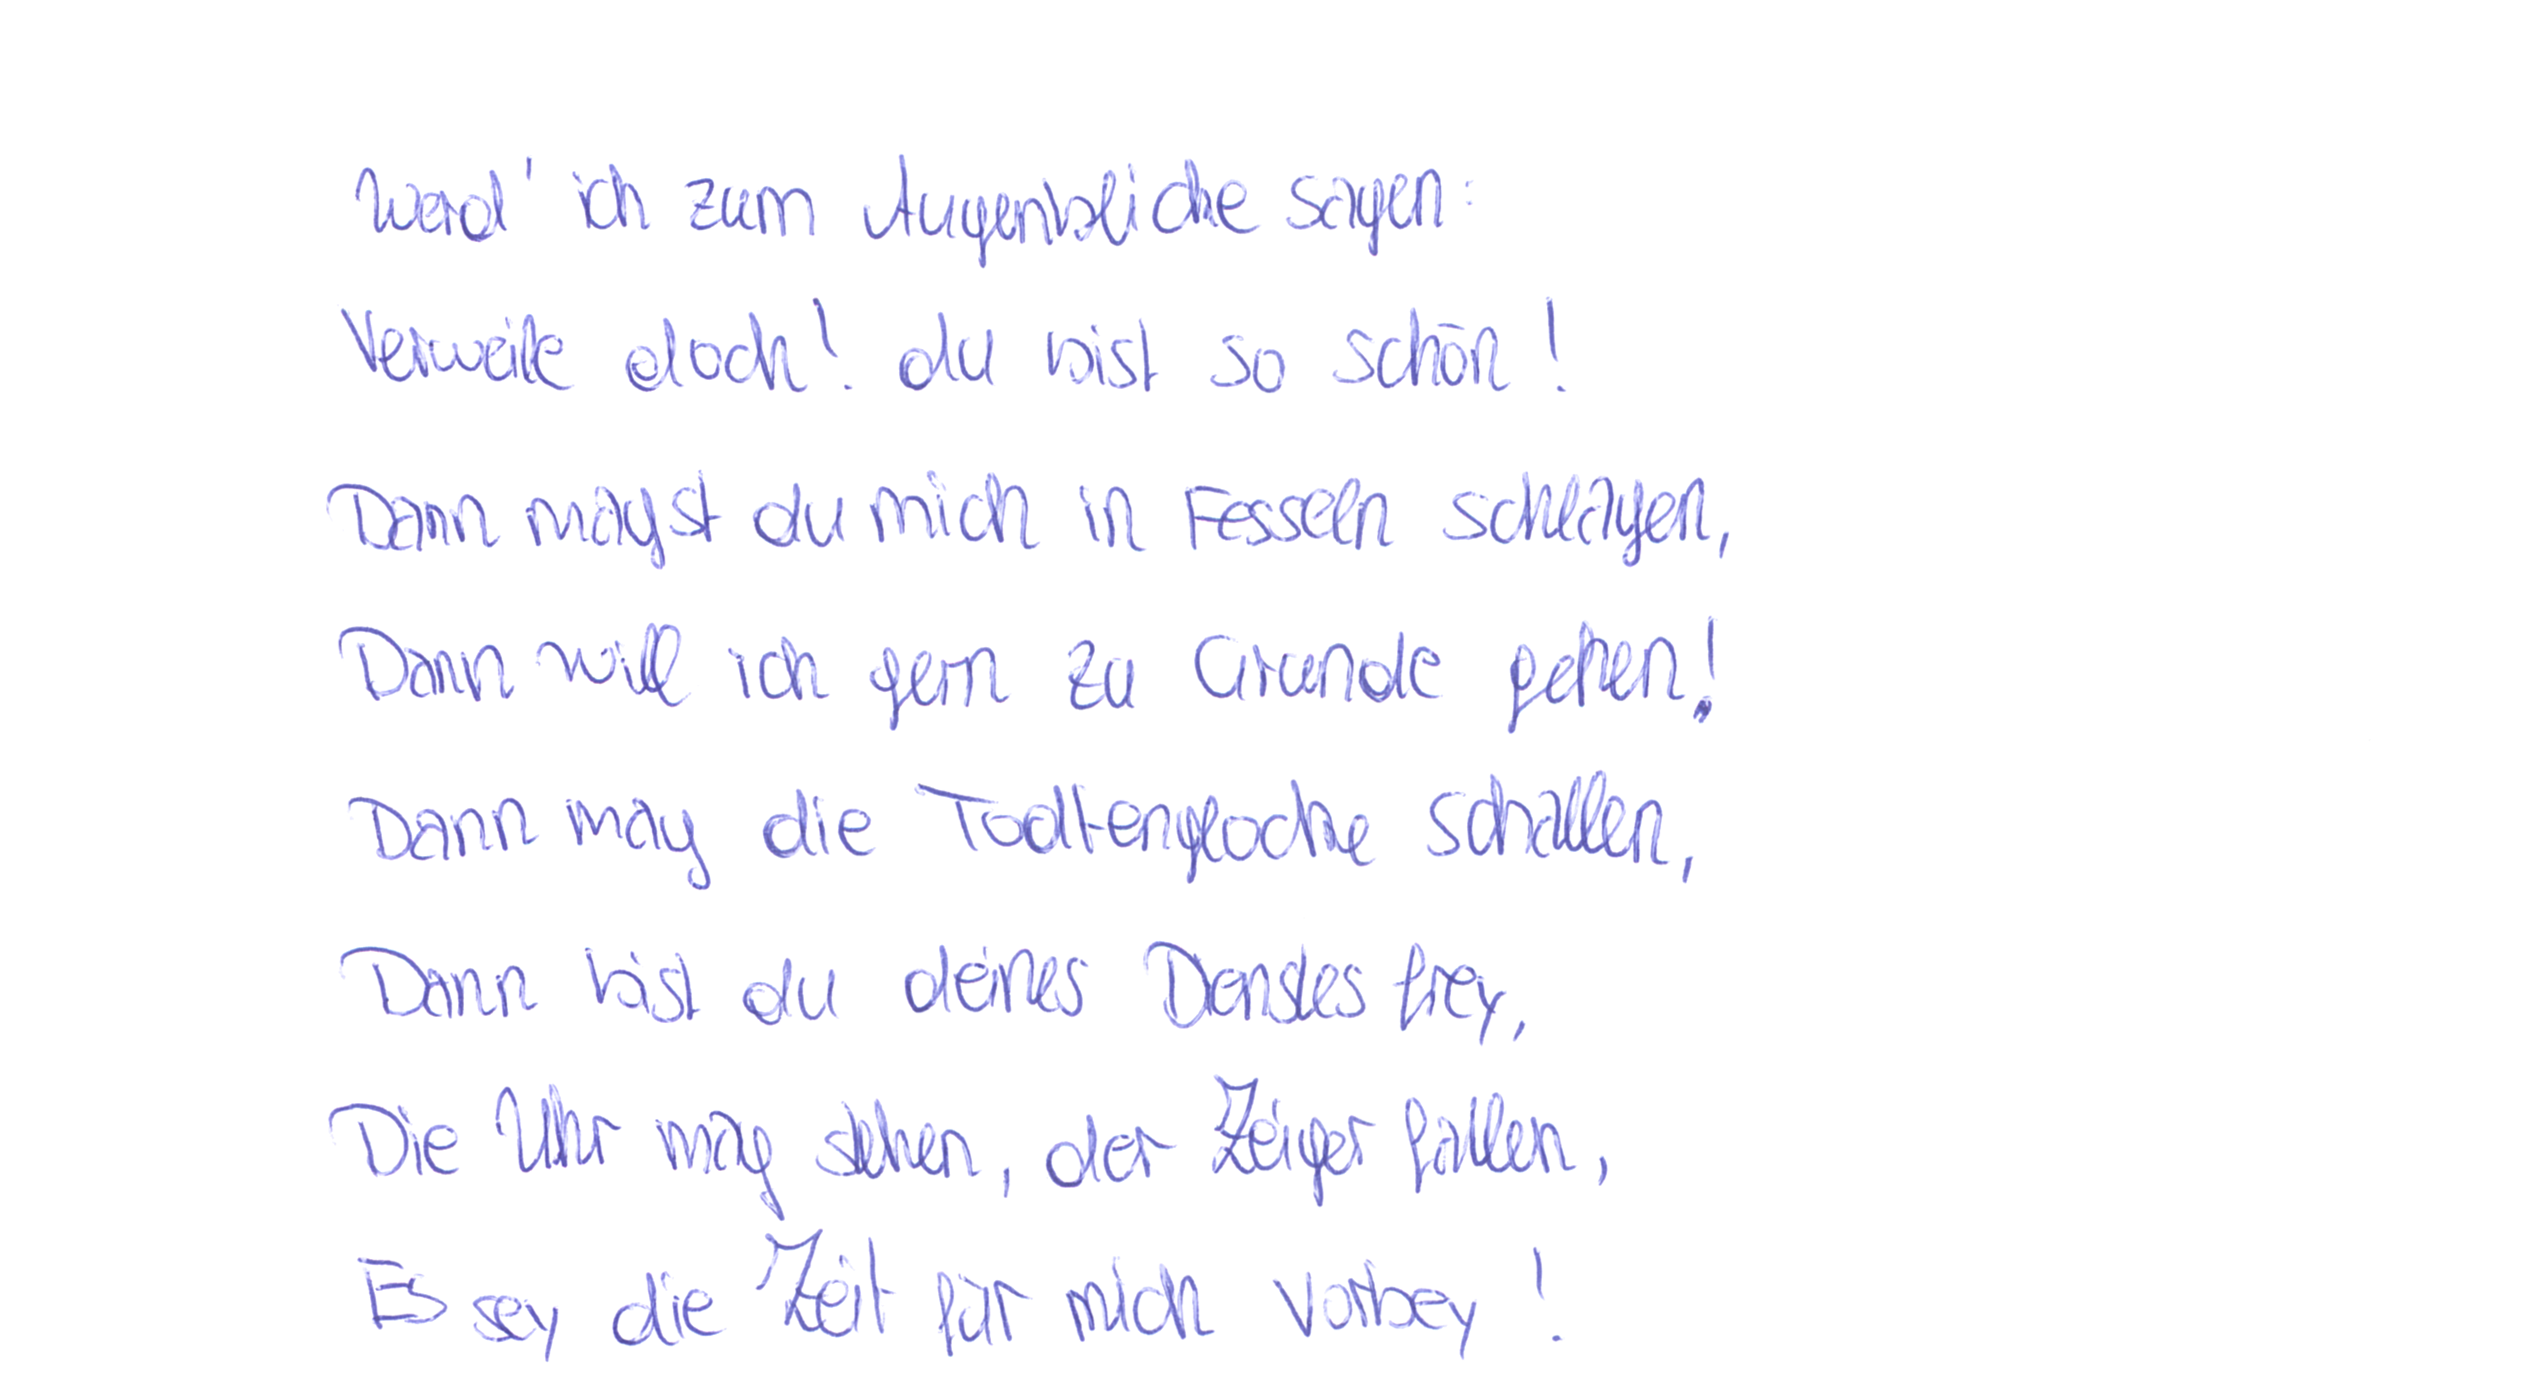 Werd' ich zum Augenblicke sagen:
Verweile doch! du bist so schön!
Dann magst du mich in Fesseln schlagen,
Dann will ich gern zu Grunde gehen!
Dann mag die Todtenglocke schallen,
Dann bist du deines Dienstes frey,
Die Uhr mag stehen, der Zeiger fallen,
Es sey die Zeit für mich vorbey!